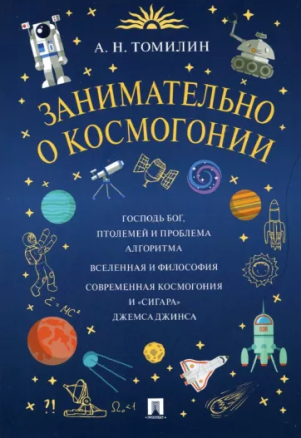 А. Н. ТОМИЛИН
ЗАНИМАТЕЛЬНО
О КОСМОГОНИИ
ГОСПОДЬ БОГ,
ПТОЛЕМЕЙ И ПРОБЛЕМА
АЛГОРИТМА
ВСЕЛЕННАЯ И ФИЛОСОФИЯ
СОВРЕМЕННАЯ КОСМОГОНИЯ
И «СИГАРА»
ДЖЕМСА ДЖИНСА
E=MC²
?!